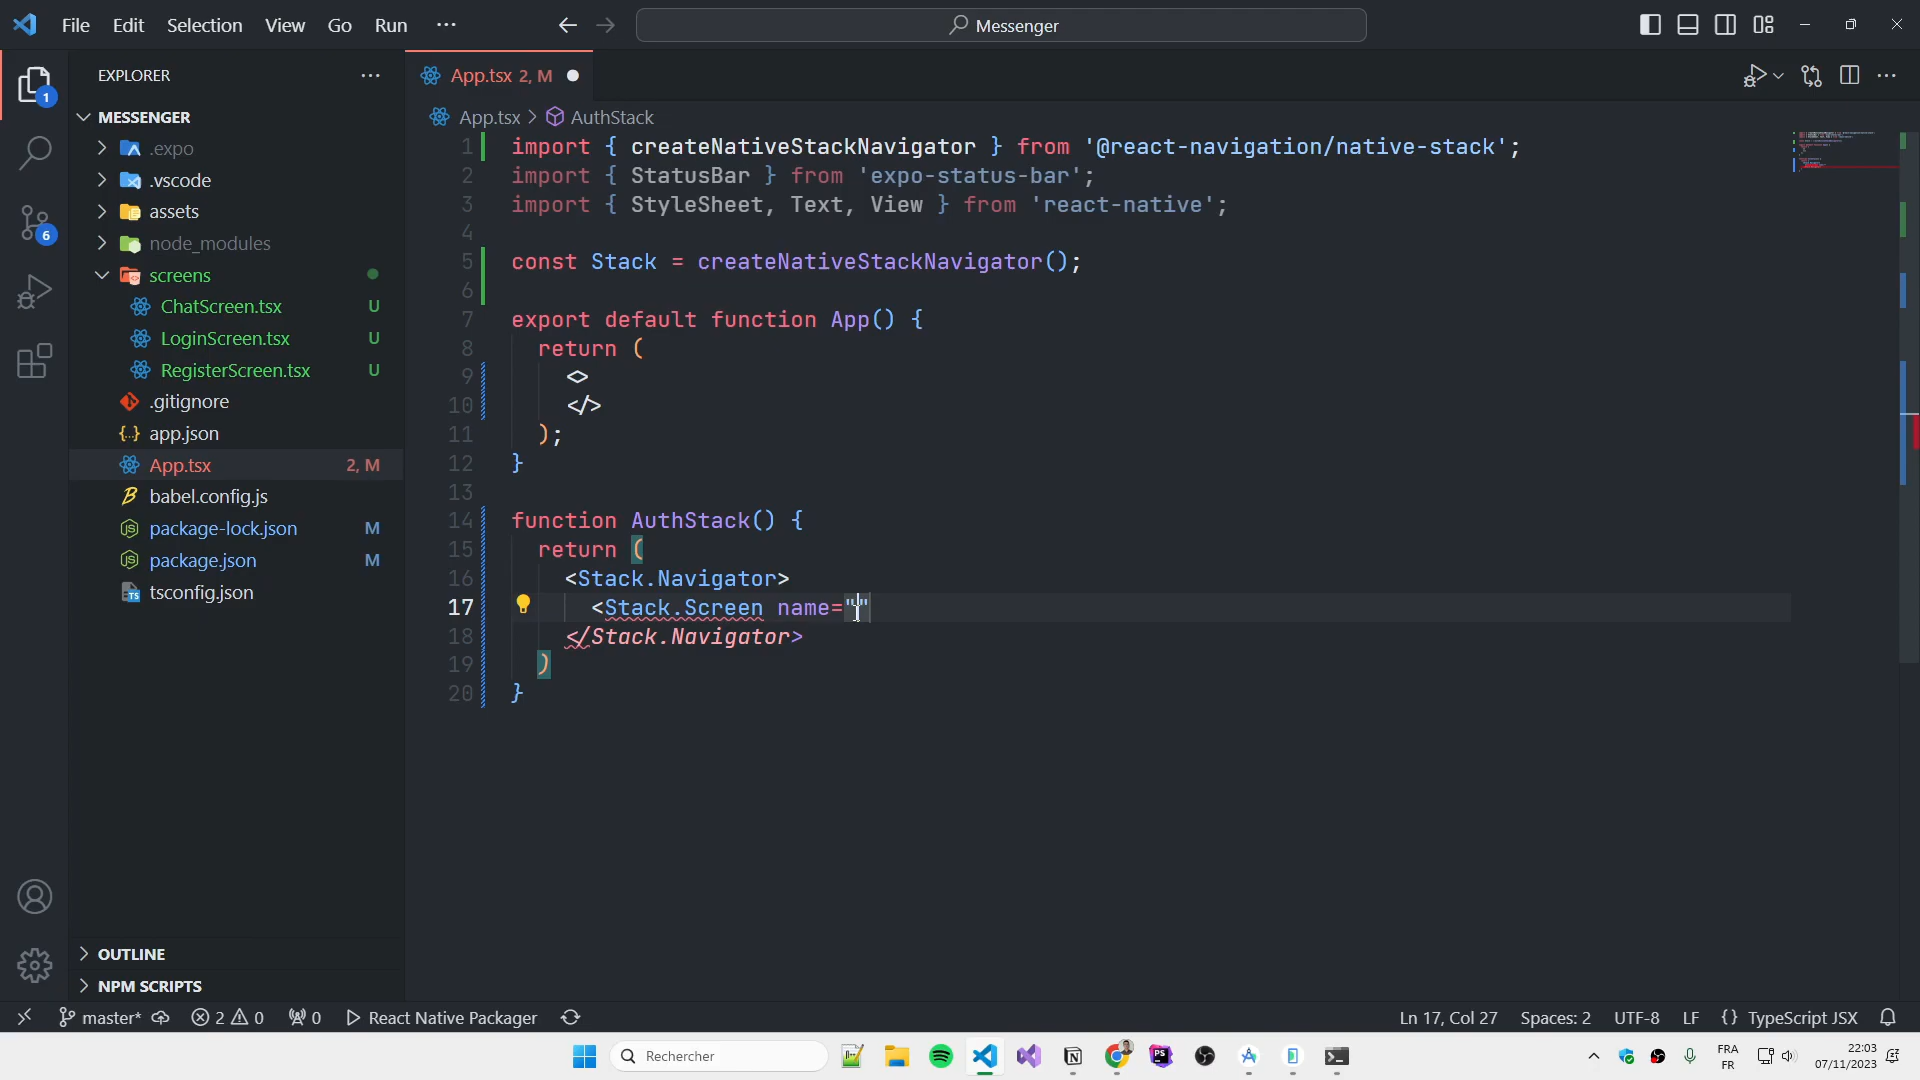 File Edit Selection View Go Run ···
Messenger
EXPLORER ···
App.tsx 2, M
MESSENGER
App.tsx > AuthStack
1
1 import { createNativeStackNavigator } from '@react-navigation/native-stack';
2 import { StatusBar } from 'expo-status-bar';
3 import { StyleSheet, Text, View } from 'react-native';
4
5 const Stack = createNativeStackNavigator();
6
7 export default function App() {
8 return (
9 <>
10 </>
11 );
12 }
13
14 function AuthStack() {
15 return (
16 <Stack.Navigator>
17 <Stack.Screen name=""
18 </Stack.Navigator>
19 )
20 }
.expo
.vscode
assets
6
node_modules
screens
ChatScreen.tsx U
LoginScreen.tsx U
RegisterScreen.tsx U
.gitignore
{..} app.json
App.tsx 2, M
babel.config.js
package-lock.json M
package.json M
TS tsconfig.json
OUTLINE
NPM SCRIPTS
master* 2 0 0 React Native Packager
Ln 17, Col 27 Spaces: 2 UTF-8 LF {} TypeScript JSX
Rechercher
FRA
FR
22:03
07/11/2023